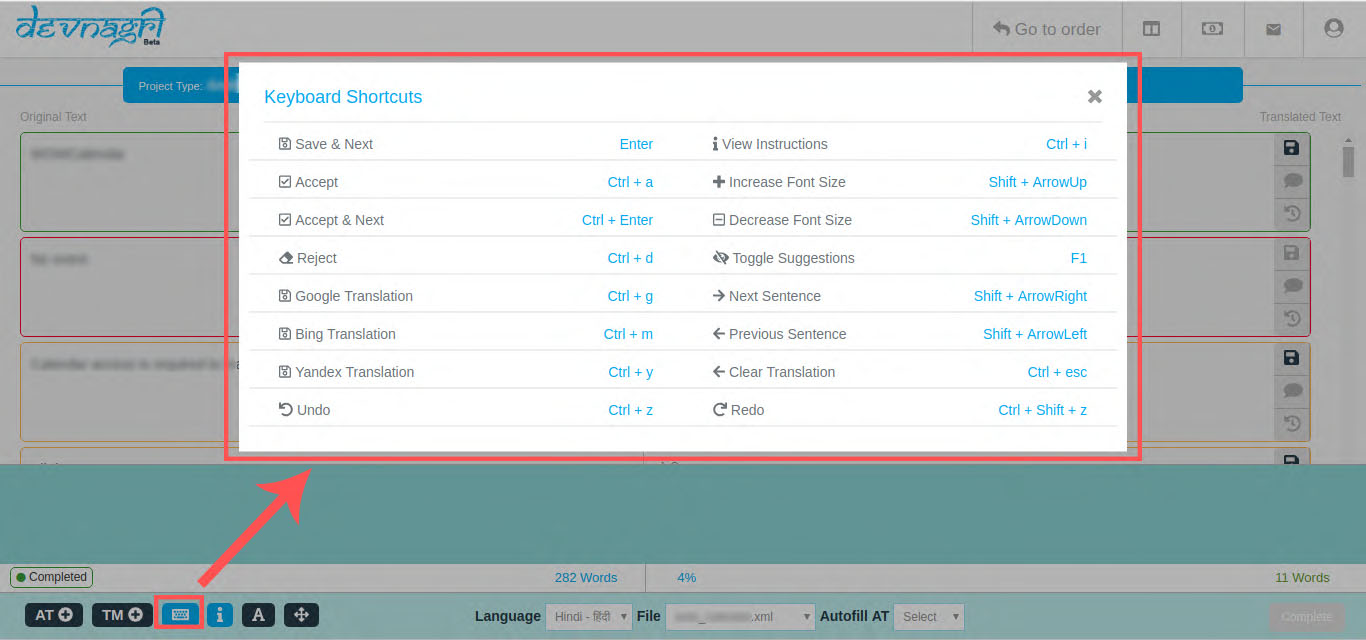 devnagri
Beta
Go to order
Project Type:
Original Text
Translated Text
Keyboard Shortcuts
Save & Next Enter
View Instructions Ctrl + i
Accept Ctrl + a
Increase Font Size Shift + ArrowUp
Accept & Next Ctrl + Enter
Decrease Font Size Shift + ArrowDown
Reject Ctrl + d
Toggle Suggestions F1
Google Translation Ctrl + g
Next Sentence Shift + ArrowRight
Bing Translation Ctrl + m
Previous Sentence Shift + ArrowLeft
Yandex Translation Ctrl + y
Clear Translation Ctrl + esc
Undo Ctrl + z
Redo Ctrl + Shift + z
Completed 282 Words 4% 11 Words
AT TM i A Language Hindi - हिंदी File .xml Autofill AT Select Complete